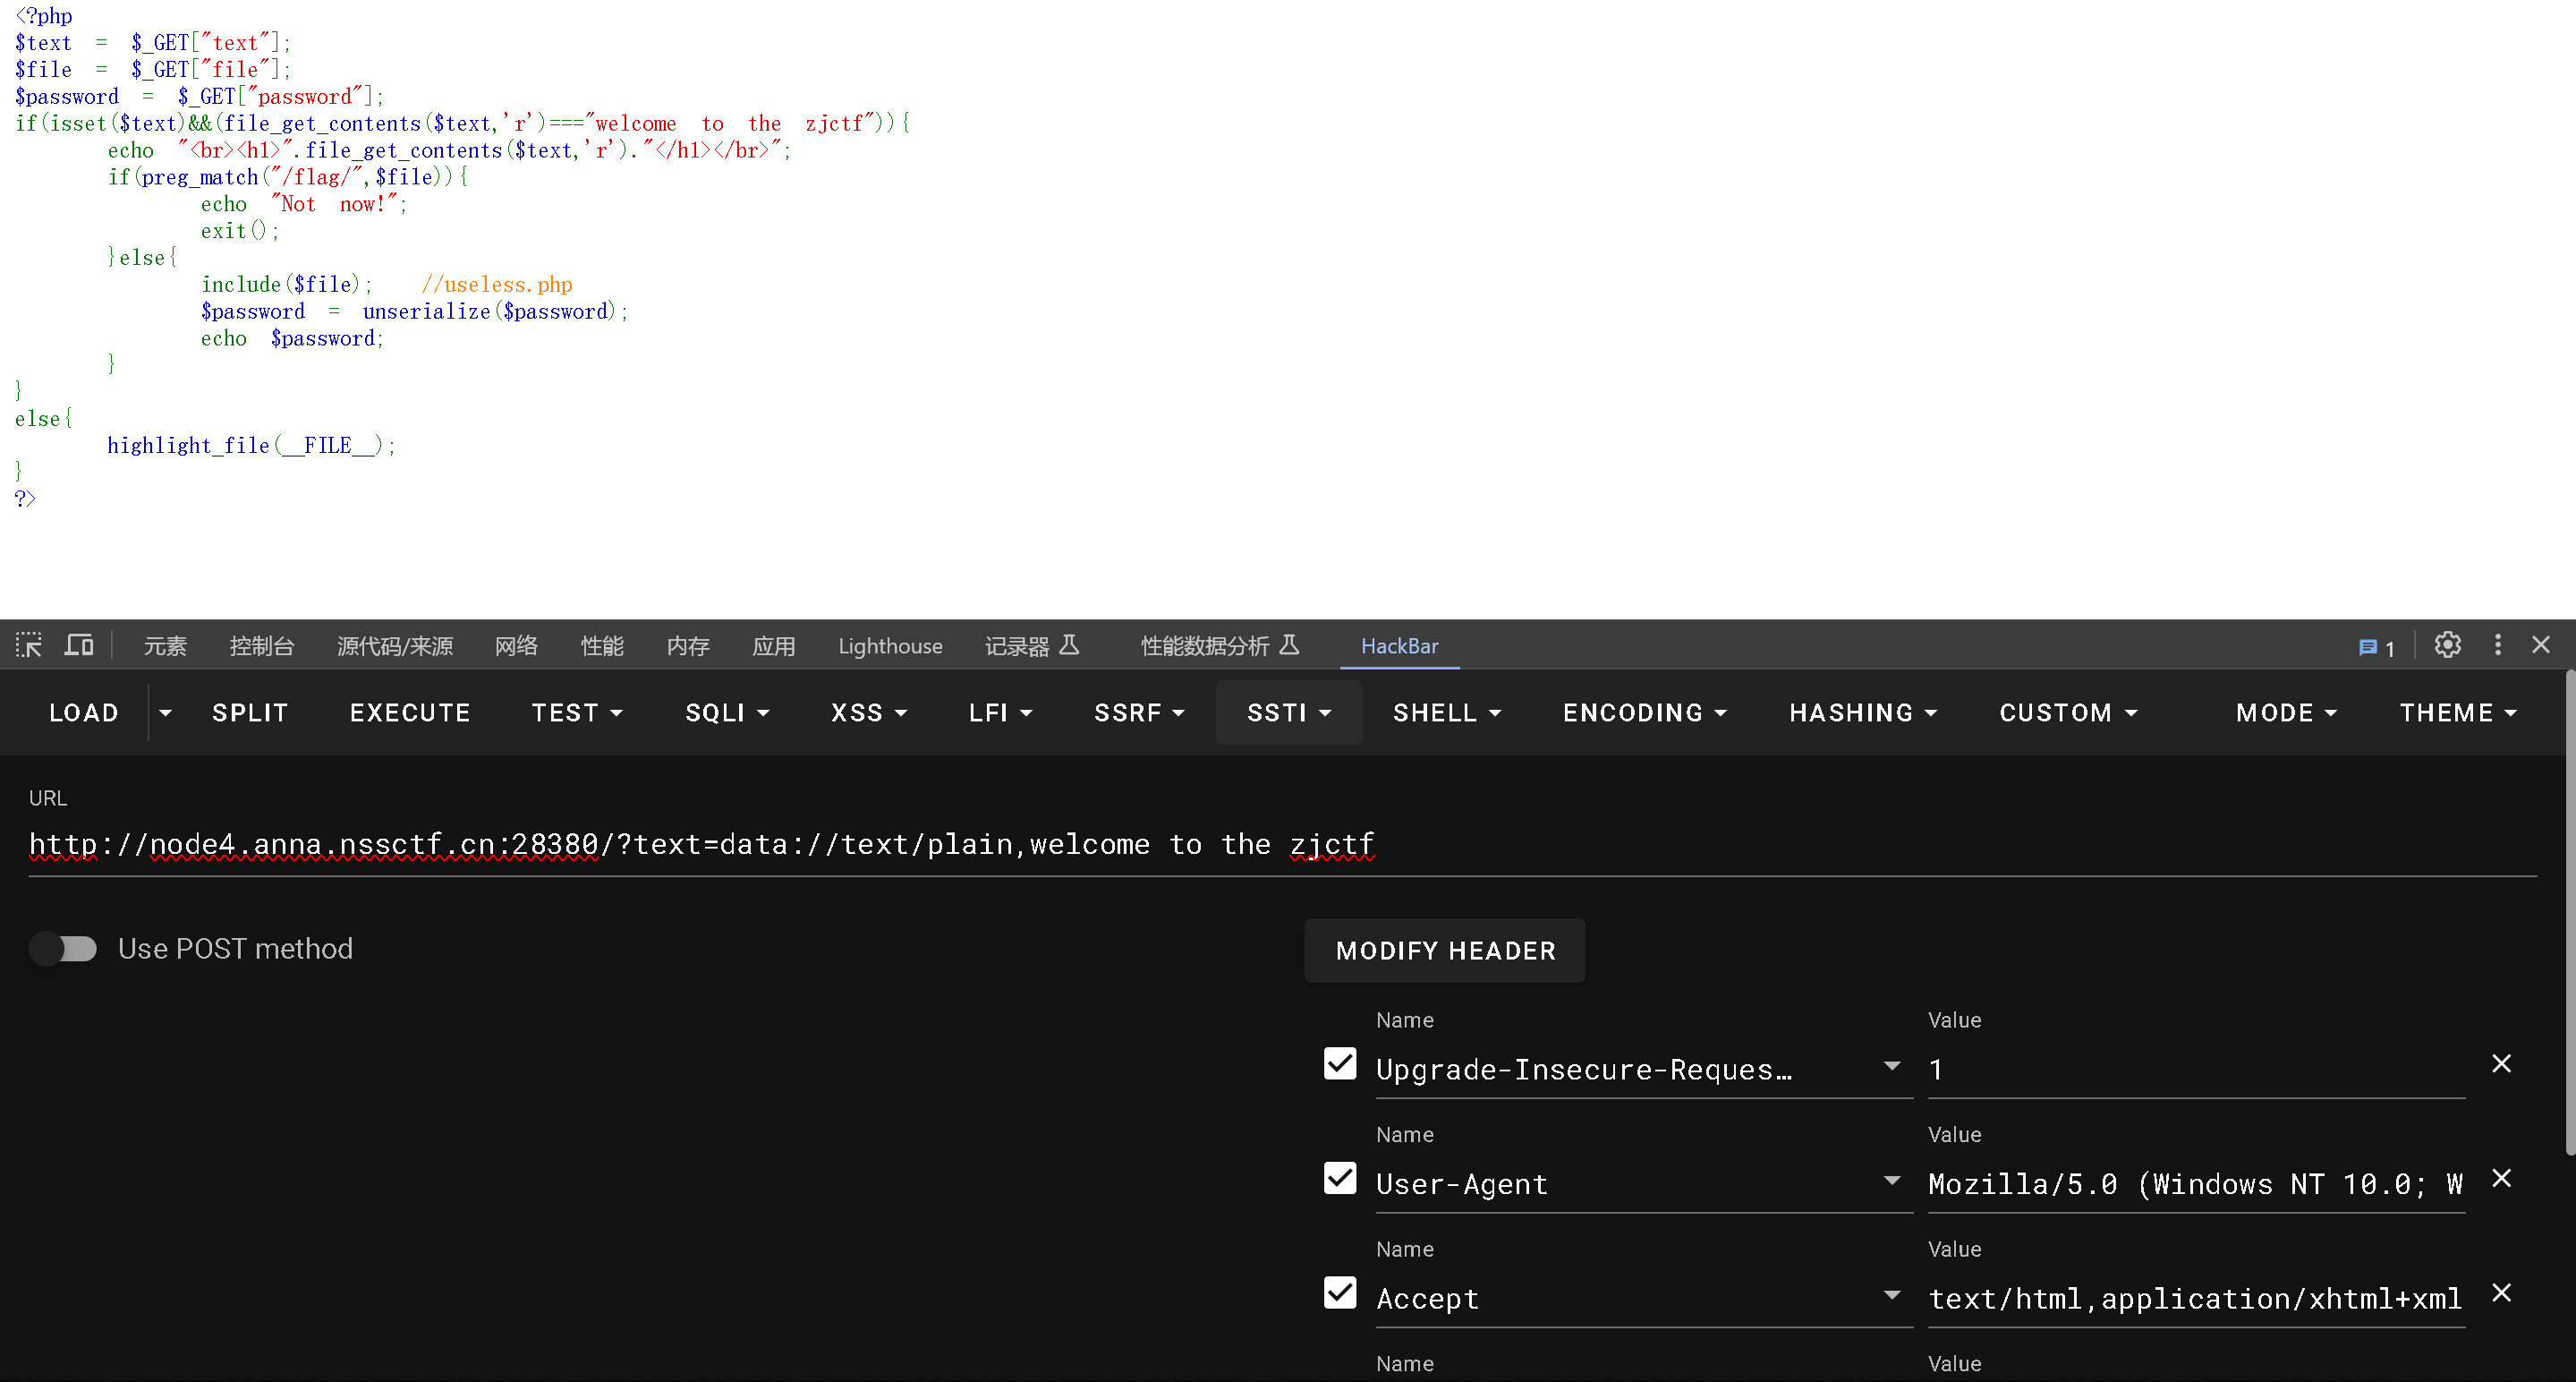 <?php
$text = $_GET["text"];
$file = $_GET["file"];
$password = $_GET["password"];
if(isset($text)&&(file_get_contents($text,'r')==="welcome to the zjctf")){
echo "<br><h1>".file_get_contents($text,'r')."</h1></br>";
if(preg_match("/flag/",$file)){
echo "Not now!";
exit();
}else{
include($file); //useless.php
$password = unserialize($password);
echo $password;
}
}
else{
highlight_file(__FILE__);
}
?>
元素 控制台 源代码/来源 网络 性能 内存 应用 Lighthouse 记录器 性能数据分析 HackBar 1
LOAD SPLIT EXECUTE TEST SQLI XSS LFI SSRF SSTI SHELL ENCODING HASHING CUSTOM MODE THEME
URL
http://node4.anna.nssctf.cn:28380/?text=data://text/plain,welcome to the zjctf
Use POST method
MODIFY HEADER
Name Value
Upgrade-Insecure-Reques… 1
Name Value
User-Agent Mozilla/5.0 (Windows NT 10.0; W
Name Value
Accept text/html,application/xhtml+xml
Name Value